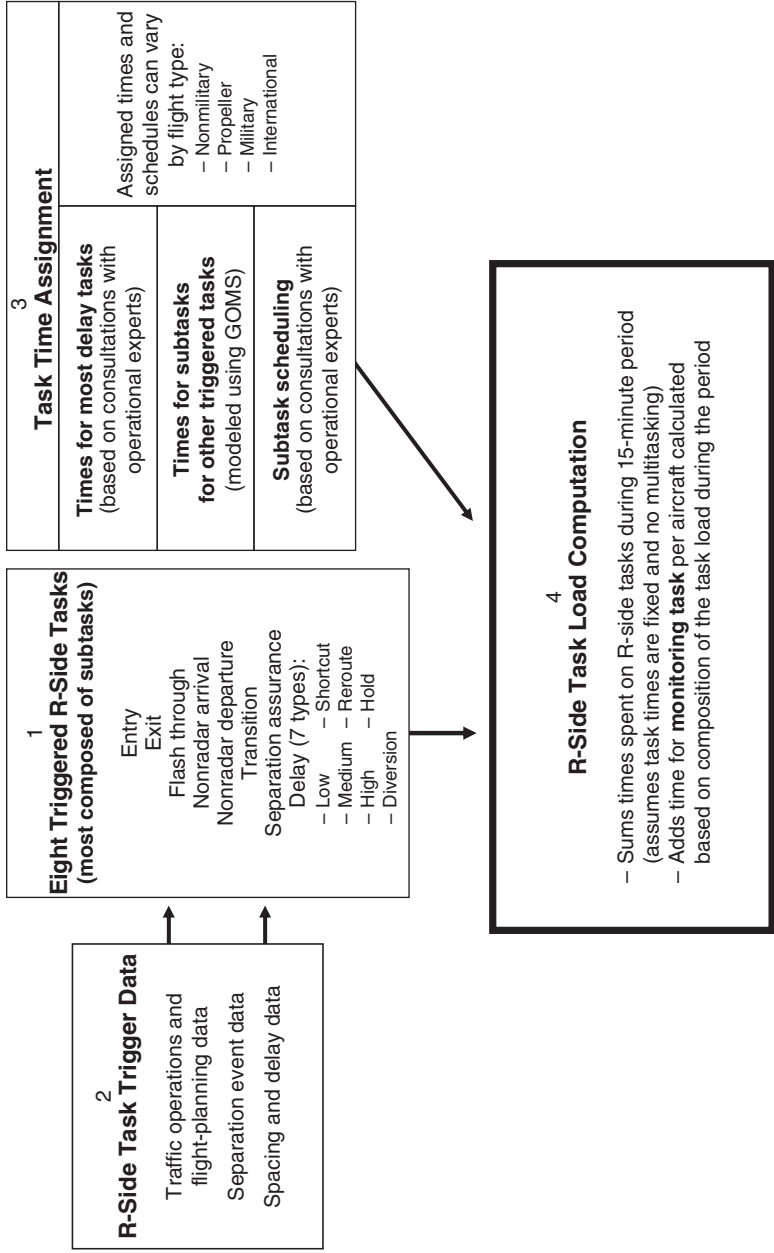 2
R-Side Task Trigger Data
Traffic operations and
flight-planning data
Separation event data
Spacing and delay data
1
Eight Triggered R-Side Tasks
(most composed of subtasks)
Entry
Exit
Flash through
Nonradar arrival
Nonradar departure
Transition
Separation assurance
Delay (7 types):
– Low – Shortcut
– Medium – Reroute
– High – Hold
– Diversion
3
Task Time Assignment
Times for most delay tasks
(based on consultations with
operational experts)
Times for subtasks
for other triggered tasks
(modeled using GOMS)
Subtask scheduling
(based on consultations with
operational experts)
Assigned times and
schedules can vary
by flight type:
– Nonmilitary
– Propeller
– Military
– International
4
R-Side Task Load Computation
– Sums times spent on R-side tasks during 15-minute period
(assumes task times are fixed and no multitasking)
– Adds time for monitoring task per aircraft calculated
based on composition of the task load during the period